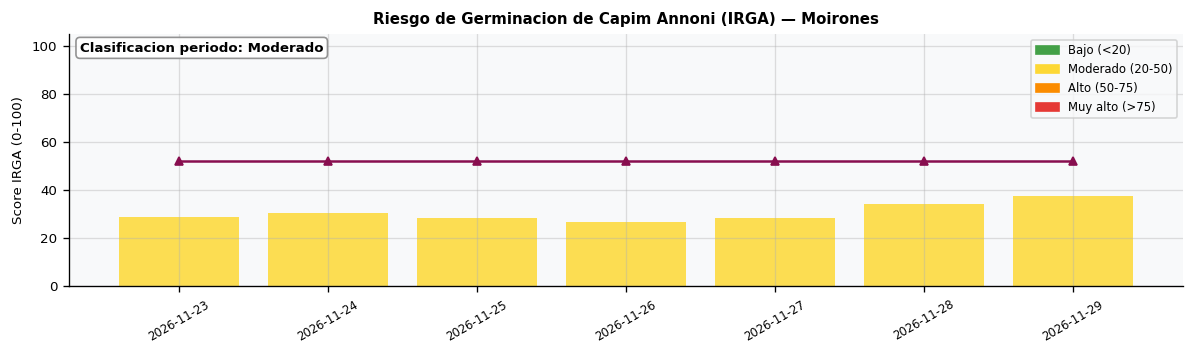 Riesgo de Germinacion de Capim Annoni (IRGA) — Moirones
Clasificacion periodo: Moderado
Bajo (<20)
Moderado (20-50)
Alto (50-75)
Muy alto (>75)
Score IRGA (0-100)
100
80
60
40
20
0
2026-11-23
2026-11-24
2026-11-25
2026-11-26
2026-11-27
2026-11-28
2026-11-29